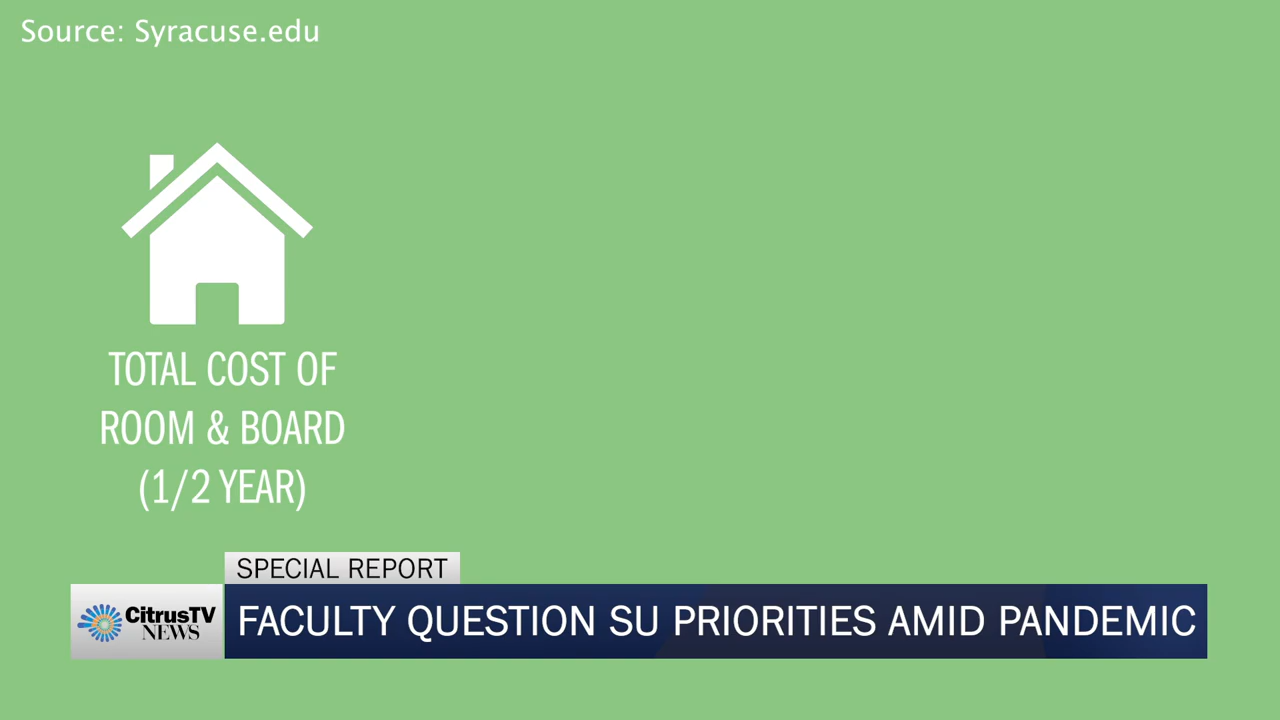 Source: Syracuse.edu
TOTAL COST OF
ROOM & BOARD
(1/2 YEAR)
SPECIAL REPORT
CitrusTV
NEWS
FACULTY QUESTION SU PRIORITIES AMID PANDEMIC